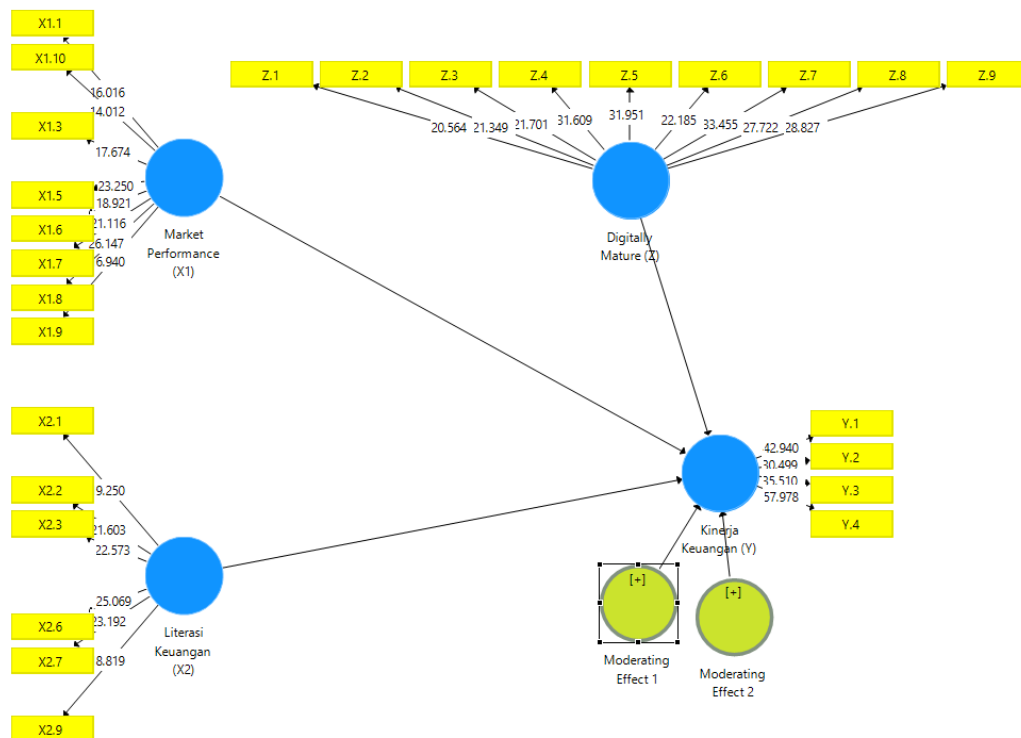 X1.1
X1.10
X1.3
X1.5
X1.6
X1.7
X1.8
X1.9
16.016
14.012
17.674
23.250
18.921
21.116
26.147
6.940
Market
Performance
(X1)
Z.1
Z.2
Z.3
Z.4
Z.5
Z.6
Z.7
Z.8
Z.9
20.564
21.349
21.701
31.609
31.951
22.185
33.455
27.722
28.827
Digitally
Mature (Z)
X2.1
X2.2
X2.3
X2.6
X2.7
X2.9
9.250
21.603
22.573
25.069
23.192
8.819
Literasi
Keuangan
(X2)
Y.1
Y.2
Y.3
Y.4
42.940
30.499
35.510
57.978
Kinerja
Keuangan (Y)
[+]
Moderating
Effect 1
[+]
Moderating
Effect 2